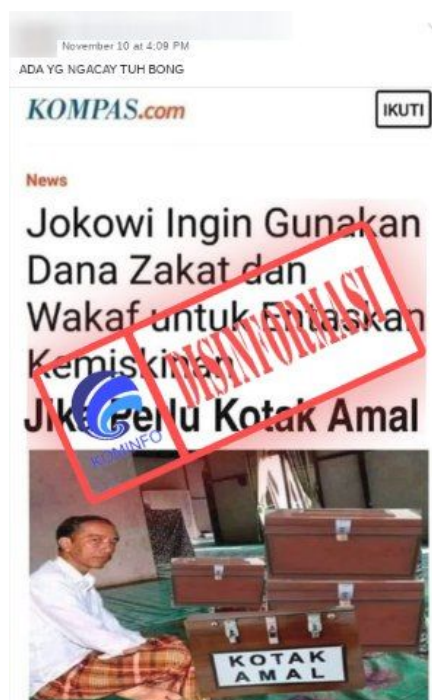 November 10 at 4:09 PM
ADA YG NGACAY TUH BONG
KOMPAS.com
IKUTI
News
Jokowi Ingin Gunakan
Dana Zakat dan
Wakaf untuk Entaskan
Kemiskinan
Jika Perlu Kotak Amal
DISINFORMASI
KOMINFO
KOTAK
AMAL